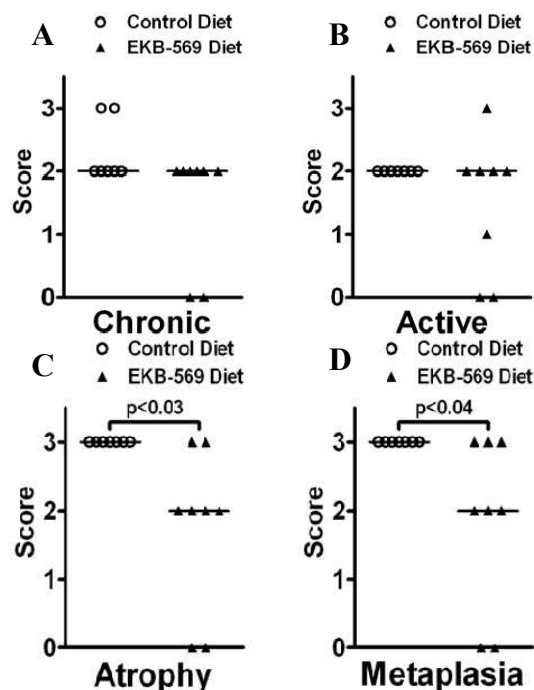 A
Control Diet
EKB-569 Diet
Score
3
2
1
0
Chronic
B
Control Diet
EKB-569 Diet
Score
3
2
1
0
Active
C
Control Diet
EKB-569 Diet
p<0.03
Score
3
2
1
0
Atrophy
D
Control Diet
EKB-569 Diet
p<0.04
Score
3
2
1
0
Metaplasia